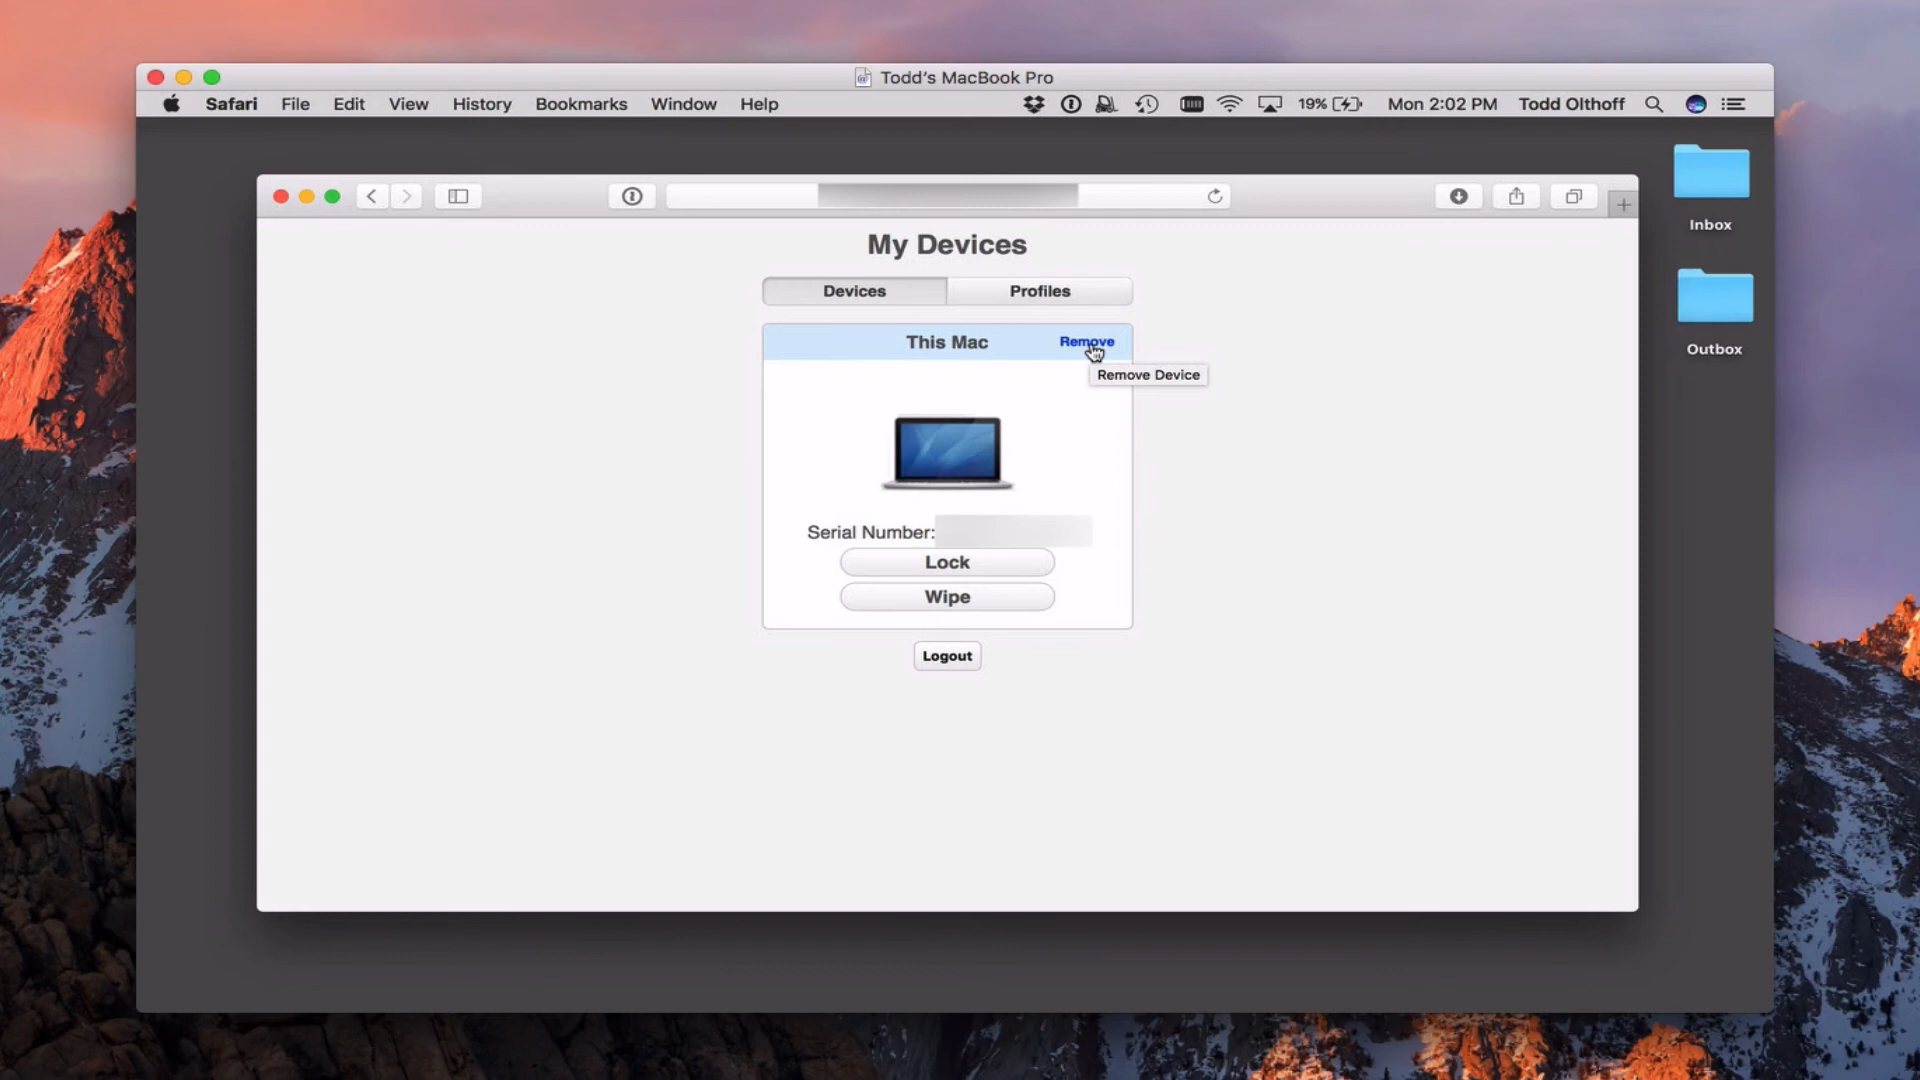 Todd's MacBook Pro
Safari File Edit View History Bookmarks Window Help 19% Mon 2:02 PM Todd Olthoff
Inbox
Outbox
My Devices
Devices Profiles
This Mac Remove
Remove Device
Serial Number:
Lock
Wipe
Logout